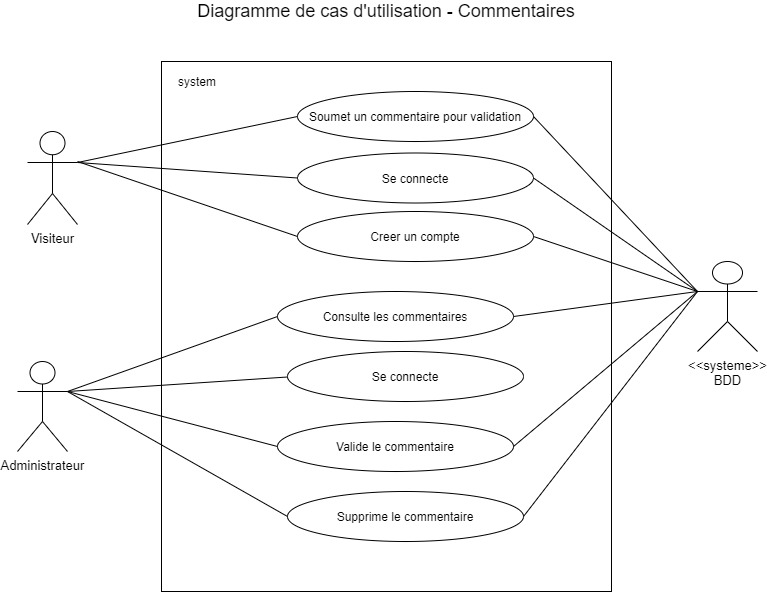 Diagramme de cas d'utilisation - Commentaires
system
Soumet un commentaire pour validation
Se connecte
Creer un compte
Visiteur
Consulte les commentaires
Se connecte
Valide le commentaire
Supprime le commentaire
Administrateur
<<systeme>>
BDD